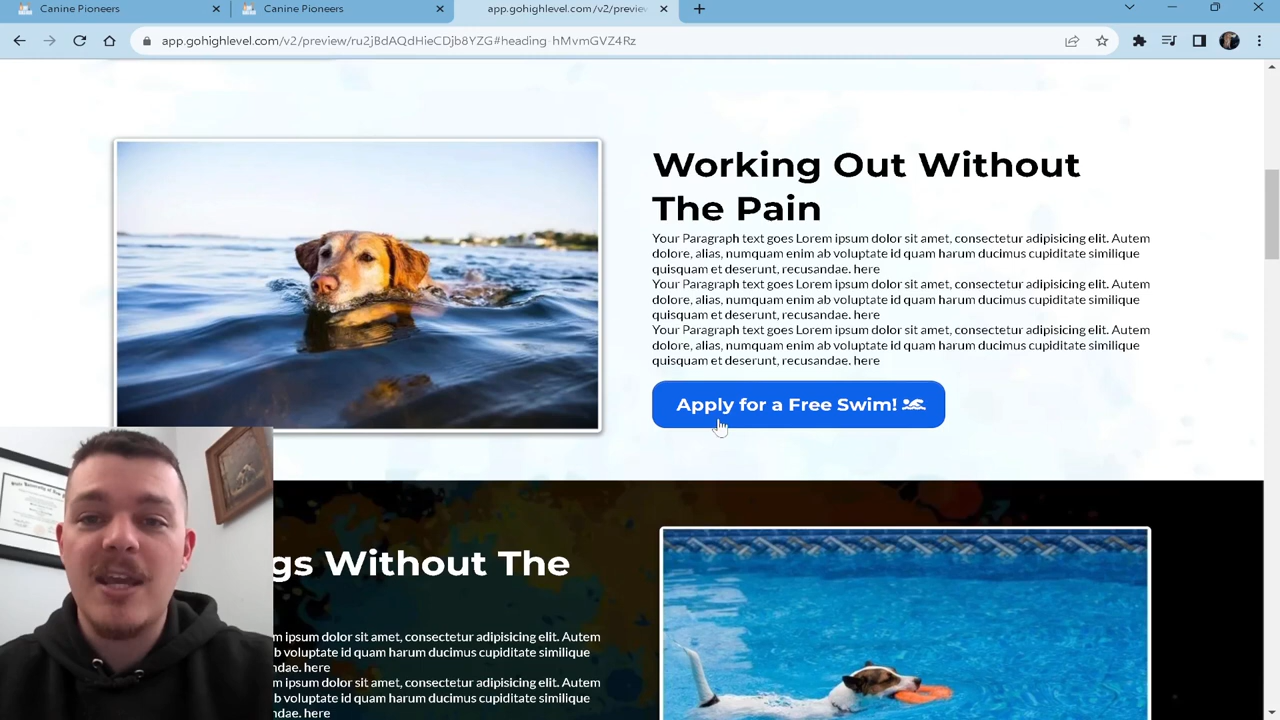 Canine Pioneers
Canine Pioneers
app.gohighlevel.com/v2/preview
app.gohighlevel.com/v2/preview/ru2jBdAQdHieCDjb8YZG#heading-hMvmGVZ4Rz
Working Out Without
The Pain
Your Paragraph text goes Lorem ipsum dolor sit amet, consectetur adipisicing elit. Autem
dolore, alias, numquam enim ab voluptate id quam harum ducimus cupiditate similique
quisquam et deserunt, recusandae. here
Your Paragraph text goes Lorem ipsum dolor sit amet, consectetur adipisicing elit. Autem
dolore, alias, numquam enim ab voluptate id quam harum ducimus cupiditate similique
quisquam et deserunt, recusandae. here
Your Paragraph text goes Lorem ipsum dolor sit amet, consectetur adipisicing elit. Autem
dolore, alias, numquam enim ab voluptate id quam harum ducimus cupiditate similique
quisquam et deserunt, recusandae. here
Apply for a Free Swim!
gs Without The
m ipsum dolor sit amet, consectetur adipisicing elit. Autem
b voluptate id quam harum ducimus cupiditate similique
ndae. here
m ipsum dolor sit amet, consectetur adipisicing elit. Autem
b voluptate id quam harum ducimus cupiditate similique
ndae. here